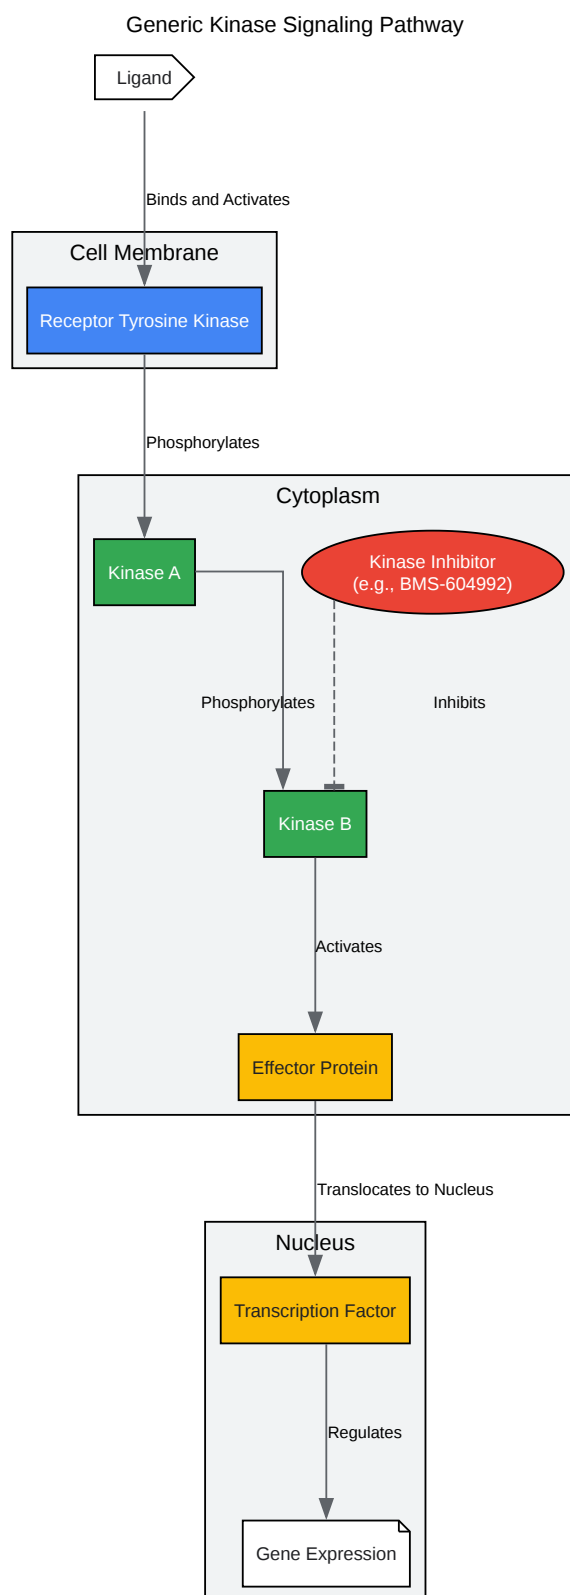 Generic Kinase Signaling Pathway
Ligand
Binds and Activates
Cell Membrane
Receptor Tyrosine Kinase
Phosphorylates
Cytoplasm
Kinase A
Kinase Inhibitor
(e.g., BMS-604992)
Phosphorylates
Inhibits
Kinase B
Activates
Effector Protein
Translocates to Nucleus
Nucleus
Transcription Factor
Regulates
Gene Expression